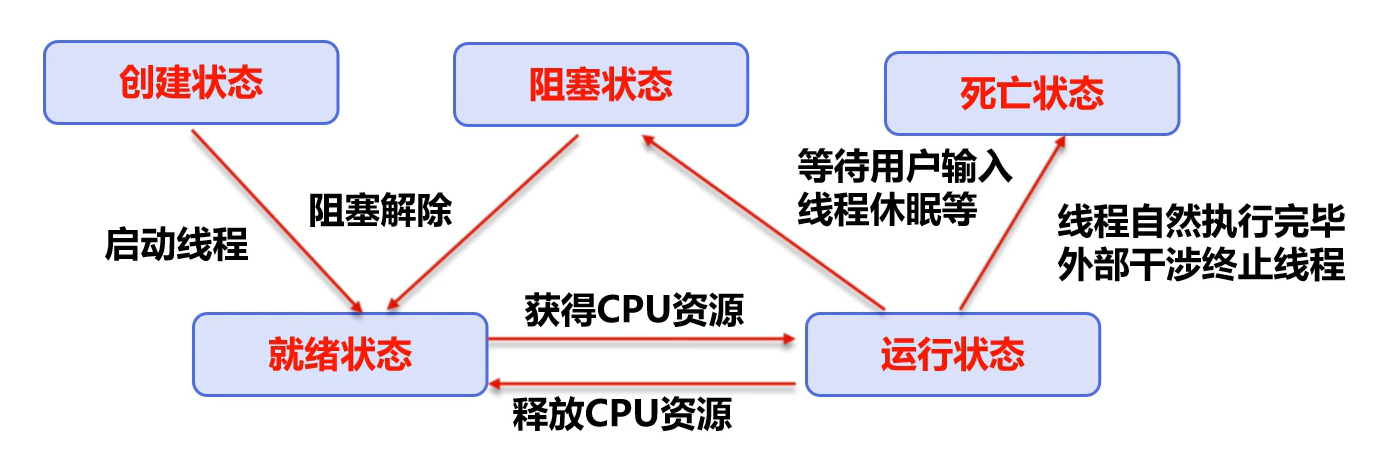 创建状态
阻塞状态
死亡状态
等待用户输入
线程休眠等
阻塞解除
线程自然执行完毕
外部干涉终止线程
启动线程
获得CPU资源
就绪状态
运行状态
释放CPU资源